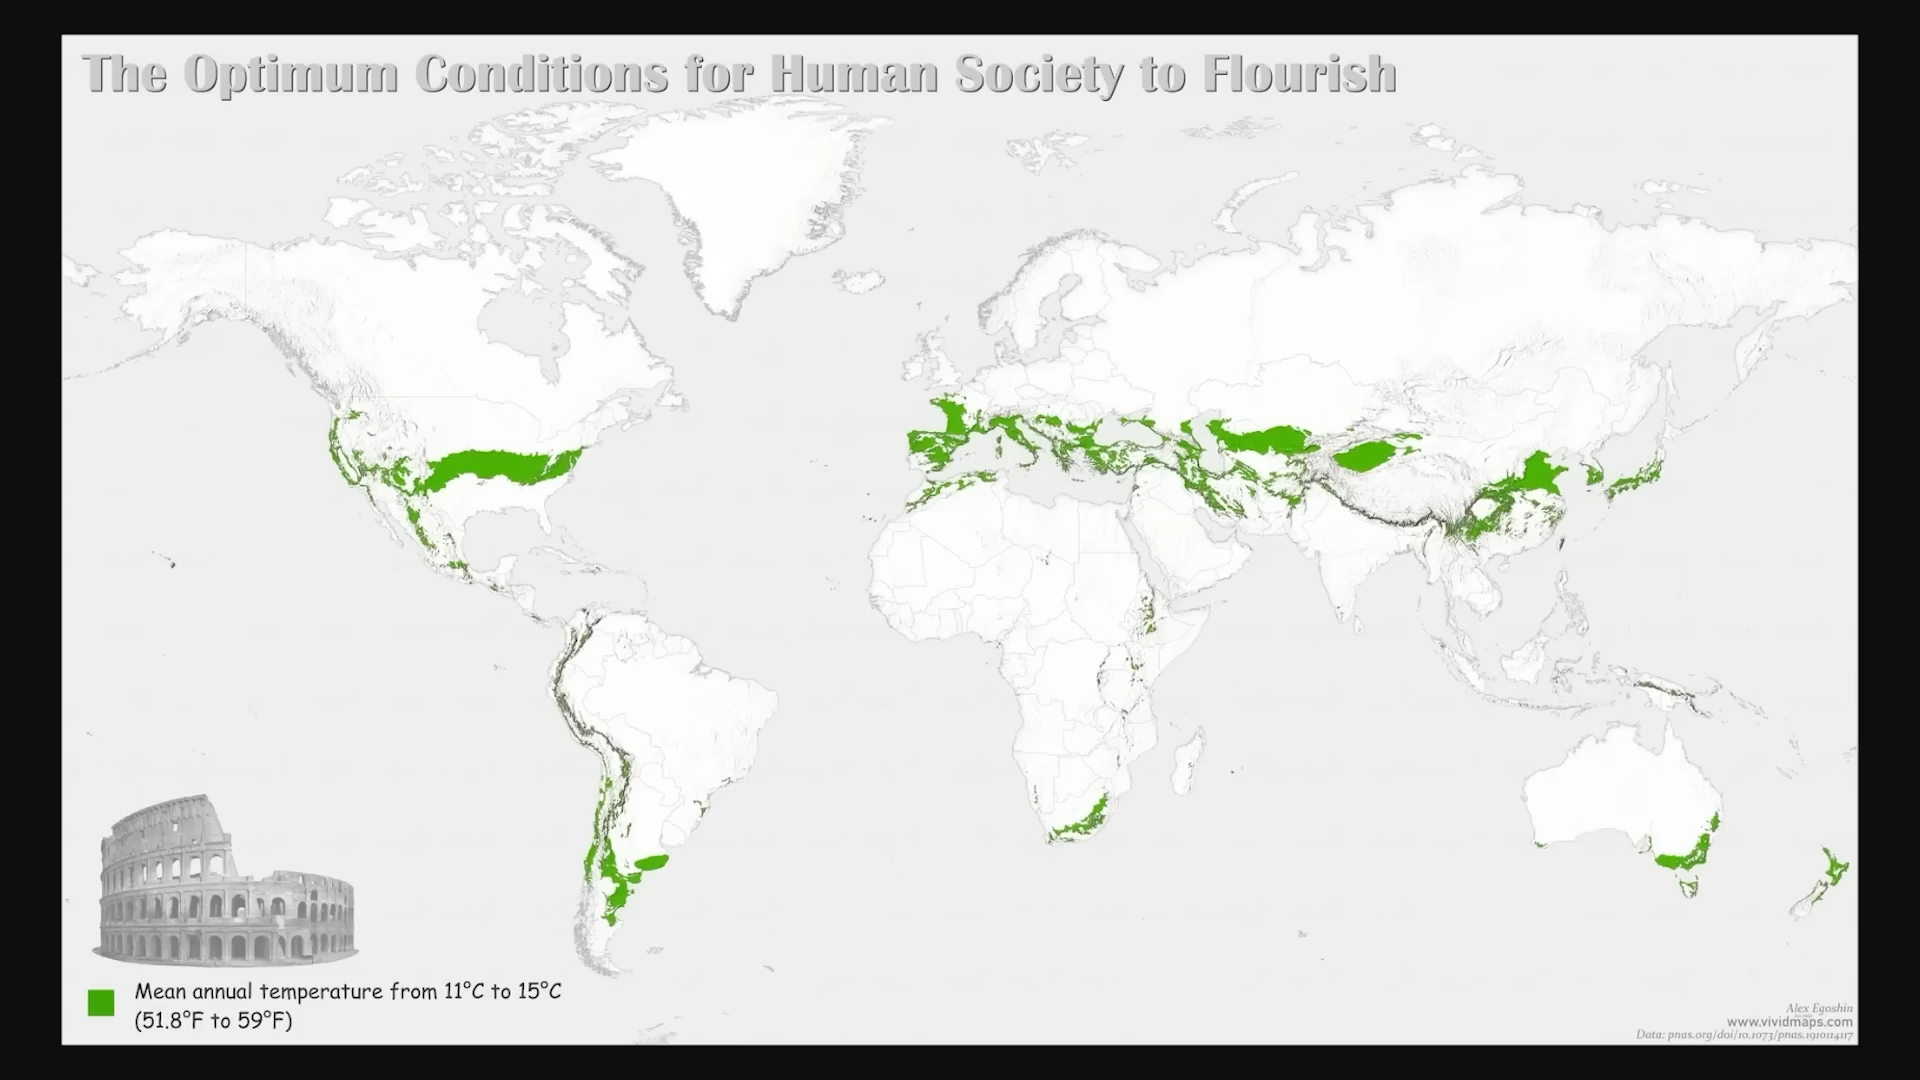 The Optimum Conditions for Human Society to Flourish
Mean annual temperature from 11°C to 15°C
(51.8°F to 59°F)
Alex Egoshin
www.vividmaps.com
Data: pnas.org/doi/10.1073/pnas.1910114117